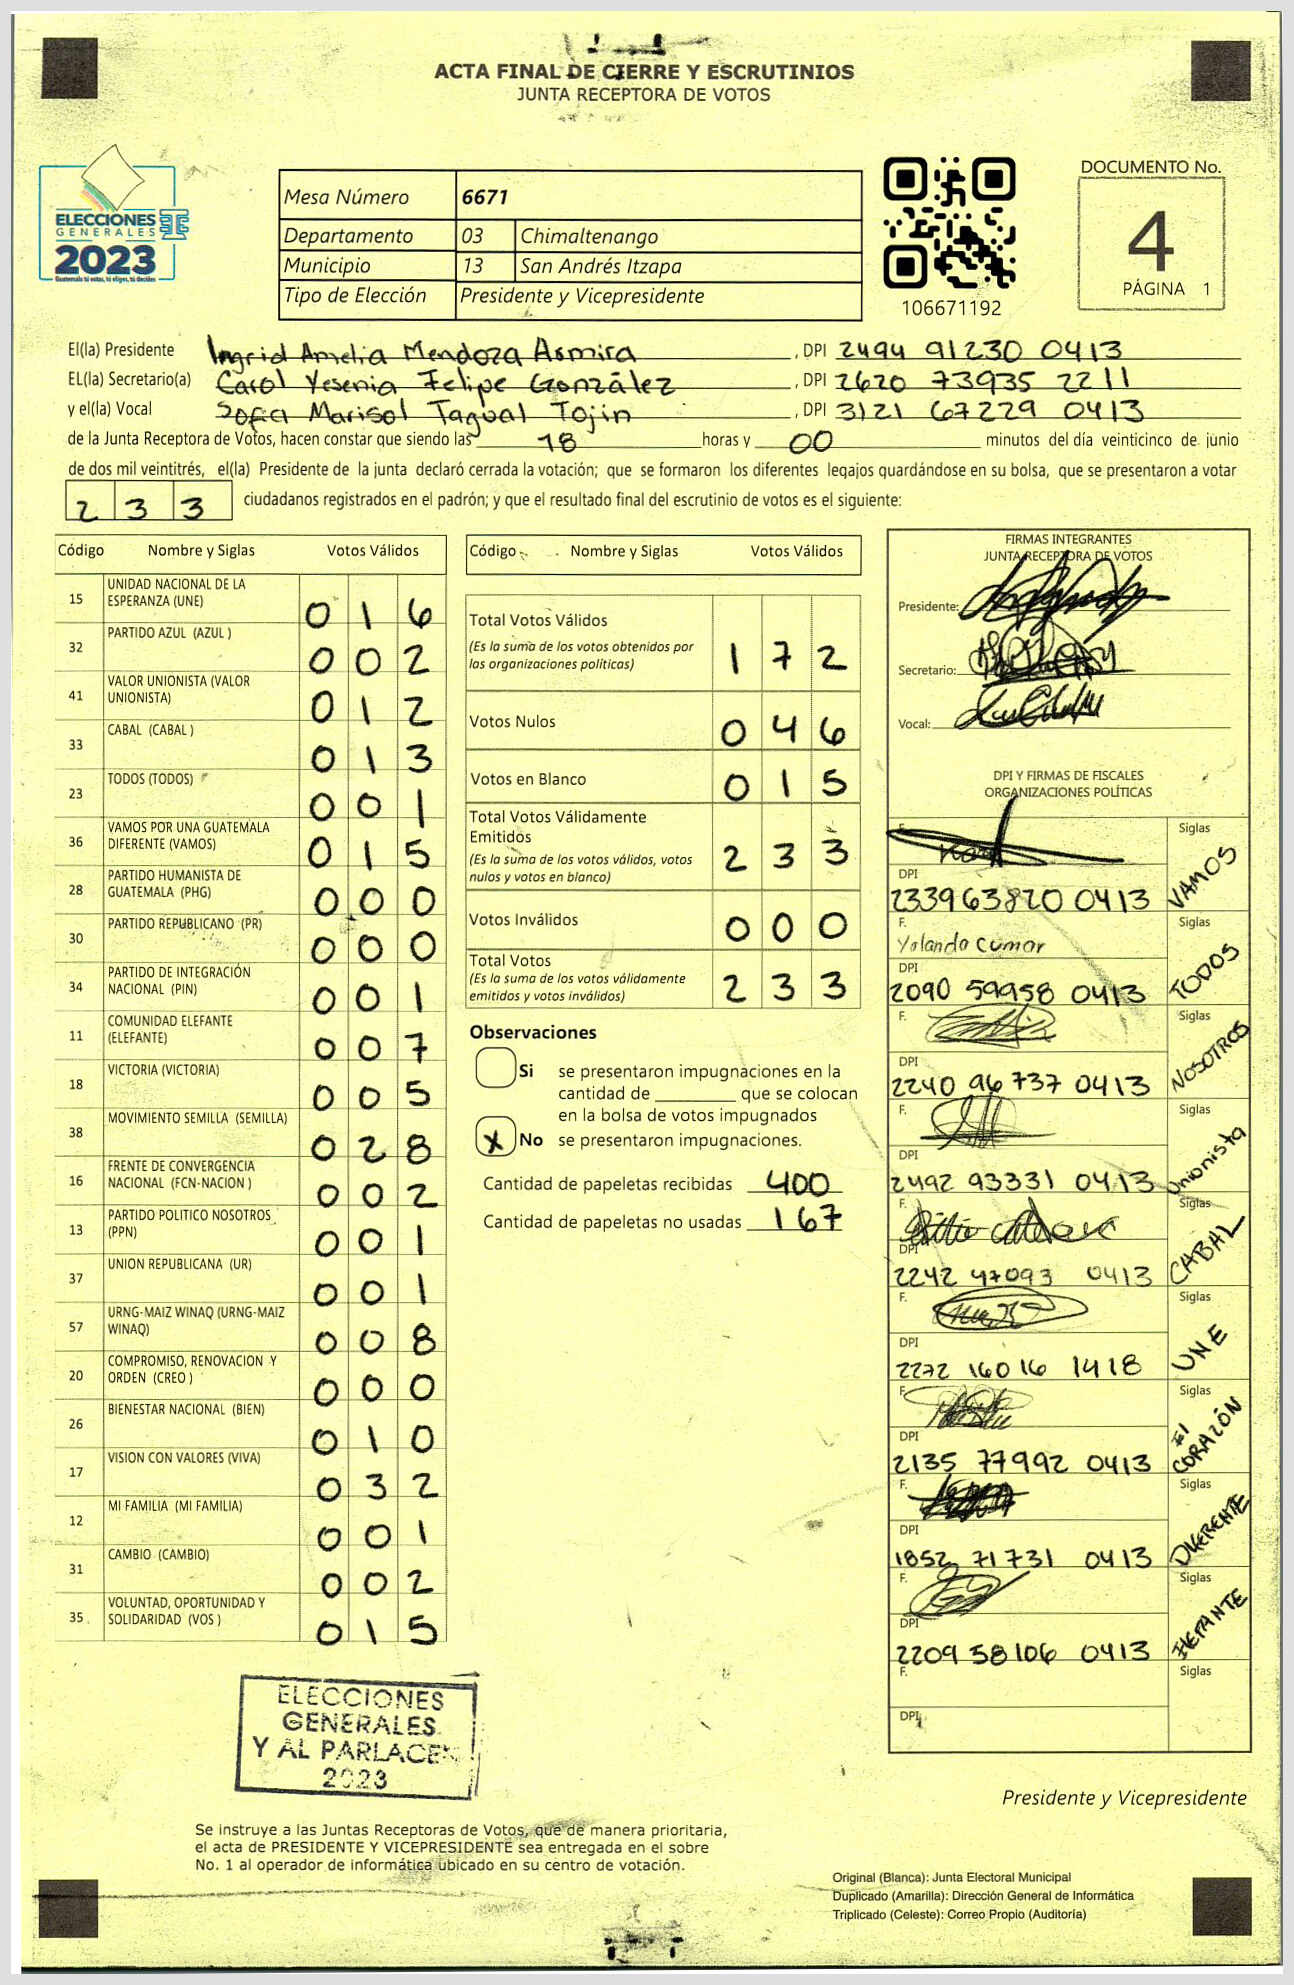 ACTA FINAL DE CIERRE Y ESCRUTINIOS
JUNTA RECEPTORA DE VOTOS
ELECCIONES
GENERALES
2023
Guatemala tú votas, tú eliges, tú decides
Mesa Número 6671
Departamento 03 Chimaltenango
Municipio 13 San Andrés Itzapa
Tipo de Elección Presidente y Vicepresidente
106671192
DOCUMENTO No.
4
PÁGINA 1
El(la) Presidente Ingrid Amelia Mendoza Asmira, DPI 2494 91230 0413
EL(la) Secretario(a) Carol Yesenia Felipe González, DPI 2620 73935 2211
y el(la) Vocal Sofia Marisol Tagual Tojin, DPI 3121 67229 0413
de la Junta Receptora de Votos, hacen constar que siendo las 18 horas y 00 minutos del día veinticinco de junio
de dos mil veintitrés, el(la) Presidente de la junta declaró cerrada la votación; que se formaron los diferentes legajos guardándose en su bolsa, que se presentaron a votar
2 3 3 ciudadanos registrados en el padrón; y que el resultado final del escrutinio de votos es el siguiente:
Código Nombre y Siglas Votos Válidos
15 UNIDAD NACIONAL DE LA ESPERANZA (UNE) 0 1 6
32 PARTIDO AZUL (AZUL ) 0 0 2
41 VALOR UNIONISTA (VALOR UNIONISTA) 0 1 2
33 CABAL (CABAL ) 0 1 3
23 TODOS (TODOS) 0 0 1
36 VAMOS POR UNA GUATEMALA DIFERENTE (VAMOS) 0 1 5
28 PARTIDO HUMANISTA DE GUATEMALA (PHG) 0 0 0
30 PARTIDO REPUBLICANO (PR) 0 0 0
34 PARTIDO DE INTEGRACIÓN NACIONAL (PIN) 0 0 1
11 COMUNIDAD ELEFANTE (ELEFANTE) 0 0 7
18 VICTORIA (VICTORIA) 0 0 5
38 MOVIMIENTO SEMILLA (SEMILLA) 0 2 8
16 FRENTE DE CONVERGENCIA NACIONAL (FCN-NACION ) 0 0 2
13 PARTIDO POLITICO NOSOTROS (PPN) 0 0 1
37 UNION REPUBLICANA (UR) 0 0 1
57 URNG-MAIZ WINAQ (URNG-MAIZ WINAQ) 0 0 8
20 COMPROMISO, RENOVACION Y ORDEN (CREO ) 0 0 0
26 BIENESTAR NACIONAL (BIEN) 0 1 0
17 VISION CON VALORES (VIVA) 0 3 2
12 MI FAMILIA (MI FAMILIA) 0 0 1
31 CAMBIO (CAMBIO) 0 0 2
35 VOLUNTAD, OPORTUNIDAD Y SOLIDARIDAD (VOS ) 0 1 5
Código Nombre y Siglas Votos Válidos
Total Votos Válidos 1 7 2
(Es la suma de los votos obtenidos por
las organizaciones políticas)
Votos Nulos 0 4 6
Votos en Blanco 0 1 5
Total Votos Válidamente
Emitidos 2 3 3
(Es la suma de los votos válidos, votos
nulos y votos en blanco)
Votos Inválidos 0 0 0
Total Votos 2 3 3
(Es la suma de los votos válidamente
emitidos y votos inválidos)
Observaciones
Si se presentaron impugnaciones en la
cantidad de ________ que se colocan
en la bolsa de votos impugnados
X No se presentaron impugnaciones.
Cantidad de papeletas recibidas 400
Cantidad de papeletas no usadas 167
FIRMAS INTEGRANTES
JUNTA RECEPTORA DE VOTOS
Presidente:
Secretario:
Vocal:
DPI Y FIRMAS DE FISCALES
ORGANIZACIONES POLÍTICAS
F. Siglas VAMOS
DPI
233963820 0413
F. Yolanda Cumar Siglas TODOS
DPI
2090 59958 0413
F. Siglas NOSOTROS
DPI
2240 96737 0413
F. Siglas Unionista
DPI
2492 93331 0413
F. Siglas CABAL
DPI
2242 47093 0413
F. Siglas UNE
DPI
2272 16016 1418
F. Siglas El CORAZÓN
DPI
2135 77992 0413
F. Siglas DIFERENTE
DPI
1852 71731 0413
F. Siglas
DPI
2209 58106 0413
F. Siglas
DPI
ELECCIONES
GENERALES
Y AL PARLACEN
2023
Presidente y Vicepresidente
Se instruye a las Juntas Receptoras de Votos, que de manera prioritaria,
el acta de PRESIDENTE Y VICEPRESIDENTE sea entregada en el sobre
No. 1 al operador de informática ubicado en su centro de votación.
Original (Blanca): Junta Electoral Municipal
Duplicado (Amarilla): Dirección General de Informática
Triplicado (Celeste): Correo Propio (Auditoría)